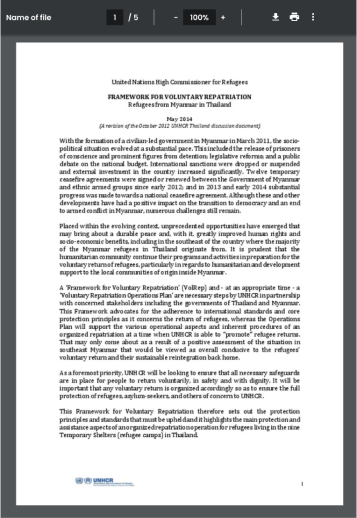 Name of file
1 / 5
- 100% +
United Nations High Commissioner for Refugees
FRAMEWORK FOR VOLUNTARY REPATRIATION
Refugees from Myanmar in Thailand
May 2014
(A revision of the October 2012 UNHCR Thailand discussion document)
With the formation of a civilian-led government in Myanmar in March 2011, the socio-
political situation evolved at a substantial pace. This included the release of prisoners
of conscience and prominent figures from detention, legislative reforms, and a public
debate on the national budget. International sanctions were dropped or suspended
and external investment in the country increased significantly. Twelve temporary
ceasefire agreements were signed or renewed between the Government of Myanmar
and ethnic armed groups since early 2012; and in 2013 and early 2014 substantial
progress was made towards a national ceasefire agreement. Although these and other
developments have had a positive impact on the transition to democracy and an end
to armed conflict in Myanmar, numerous challenges still remain.
Placed within the evolving context, unprecedented opportunities have emerged that
may bring about a durable peace and, with it, greatly improved human rights and
socio-economic benefits, including in the southeast of the country where the majority
of the Myanmar refugees in Thailand originate from. It is prudent that the
humanitarian community continue their programs and activities in preparation for the
voluntary return of refugees, particularly in regards to humanitarian and development
support to the local communities of origin inside Myanmar.
A 'Framework for Voluntary Repatriation' (VolRep) and - at an appropriate time - a
'Voluntary Repatriation Operations Plan' are necessary steps by UNHCR in partnership
with concerned stakeholders including the governments of Thailand and Myanmar.
This Framework advocates for the adherence to international standards and core
protection principles as it concerns the return of refugees, whereas the Operations
Plan will support the various operational aspects and inherent procedures of an
organized repatriation at a time when UNHCR is able to "promote" refugee returns.
That may only come about as a result of a positive assessment of the situation in
southeast Myanmar that would be viewed as overall conducive to the refugees'
voluntary return and their sustainable reintegration back home.
As a foremost priority, UNHCR will be looking to ensure that all necessary safeguards
are in place for people to return voluntarily, in safety and with dignity. It will be
important that any voluntary return is organized accordingly so as to ensure the full
protection of refugees, asylum-seekers, and others of concern to UNHCR.
This Framework for Voluntary Repatriation therefore sets out the protection
principles and standards that must be upheld and it highlights the main protection and
assistance aspects of an organized repatriation operation for refugees living in the nine
Temporary Shelters (refugee camps) in Thailand.
UNHCR
1